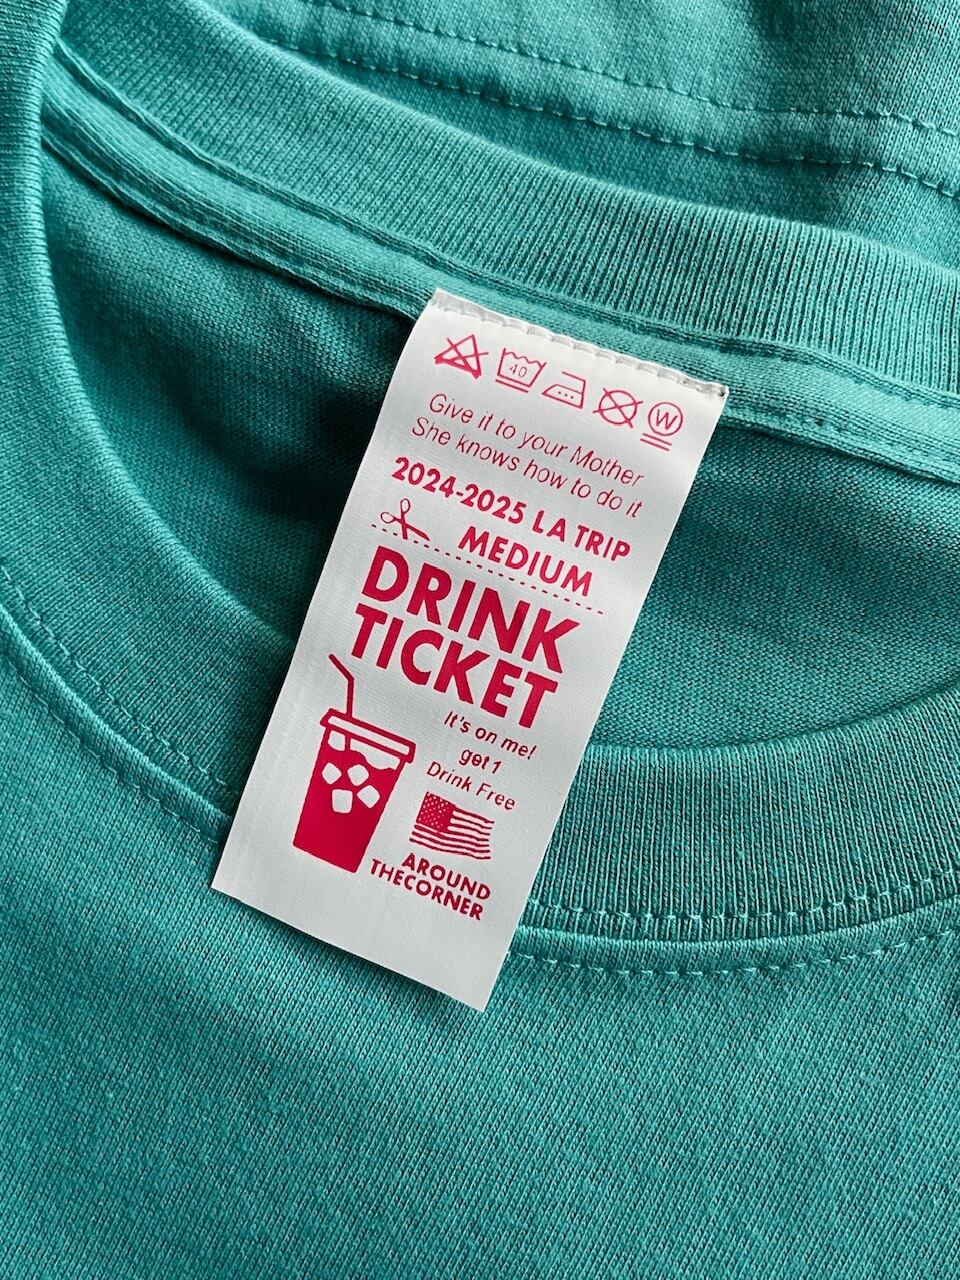 40
W
Give it to your Mother
She knows how to do it
2024-2025 LA TRIP
MEDIUM
DRINK
TICKET
It's on me!
get 1
Drink Free
AROUND
THECORNER